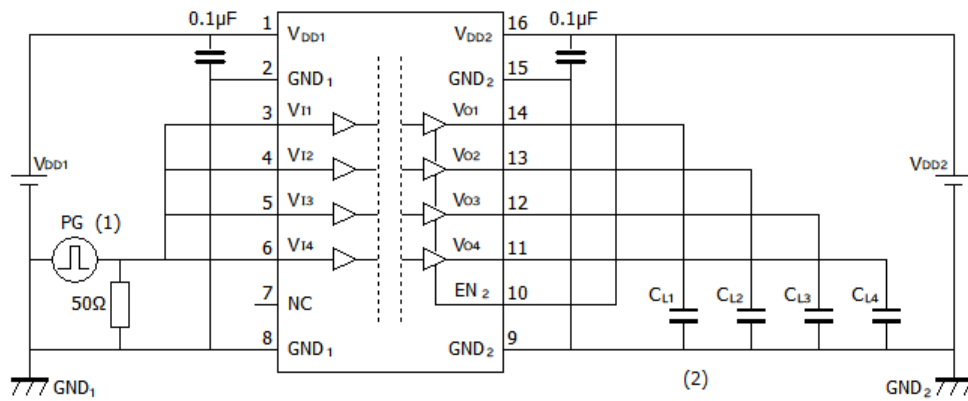 0.1µF 1 16 0.1µF
VDD1 VDD2
2 15
GND1 GND2
3 14
VI1 VO1
4 13
VI2 VO2
VDD1 VDD2
5 12
VI3 VO3
PG (1)
6 11
VI4 VO4
7 10
NC EN2
50Ω CL1 CL2 CL3 CL4
8 9
GND1 GND2
GND1 (2) GND2